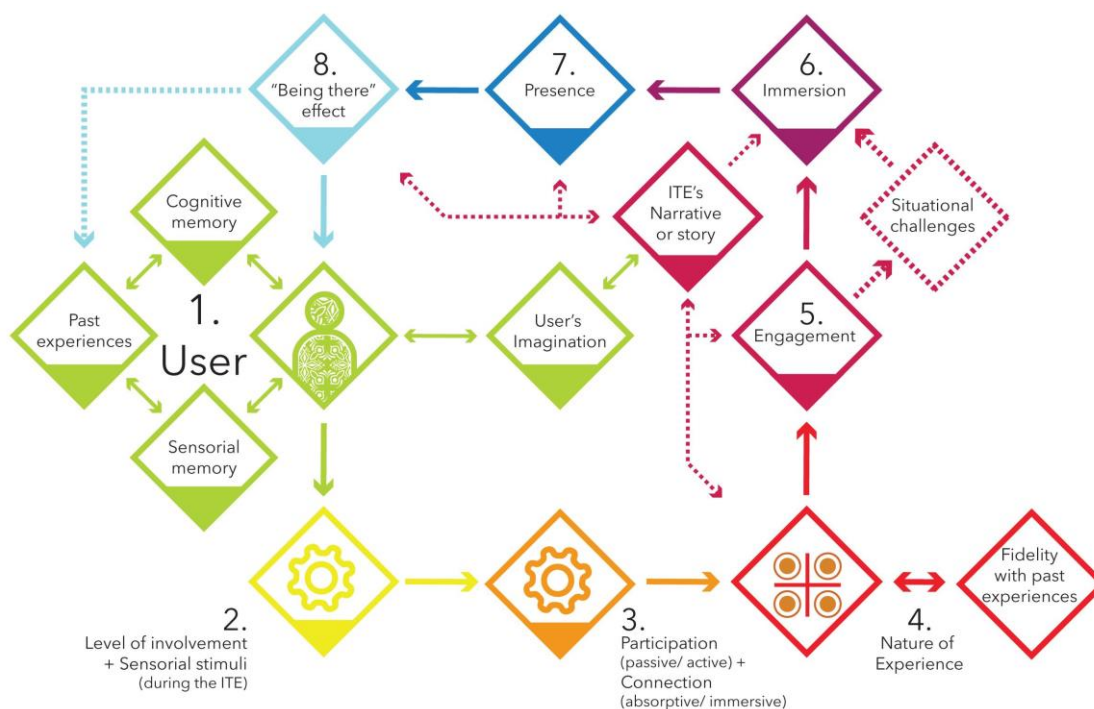 8.
"Being there"
effect
7.
Presence
6.
Immersion
Cognitive
memory
ITE's
Narrative
or story
Situational
challenges
Past
experiences
1.
User
User's
Imagination
5.
Engagement
Sensorial
memory
2.
Level of involvement
+ Sensorial stimuli
(during the ITE)
3.
Participation
(passive/ active) +
Connection
(absorptive/ immersive)
4.
Nature of
Experience
Fidelity
with past
experiences